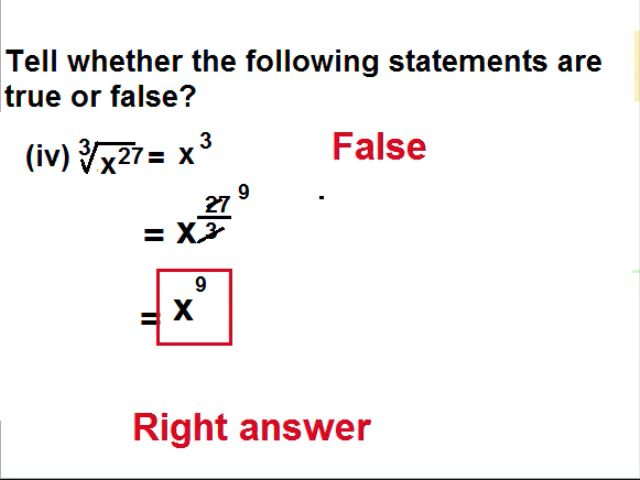 Tell whether the following statements are
true or false?
(iv) ∛x²⁷ = x³ False
= x^(27/3) 9
= x⁹
Right answer